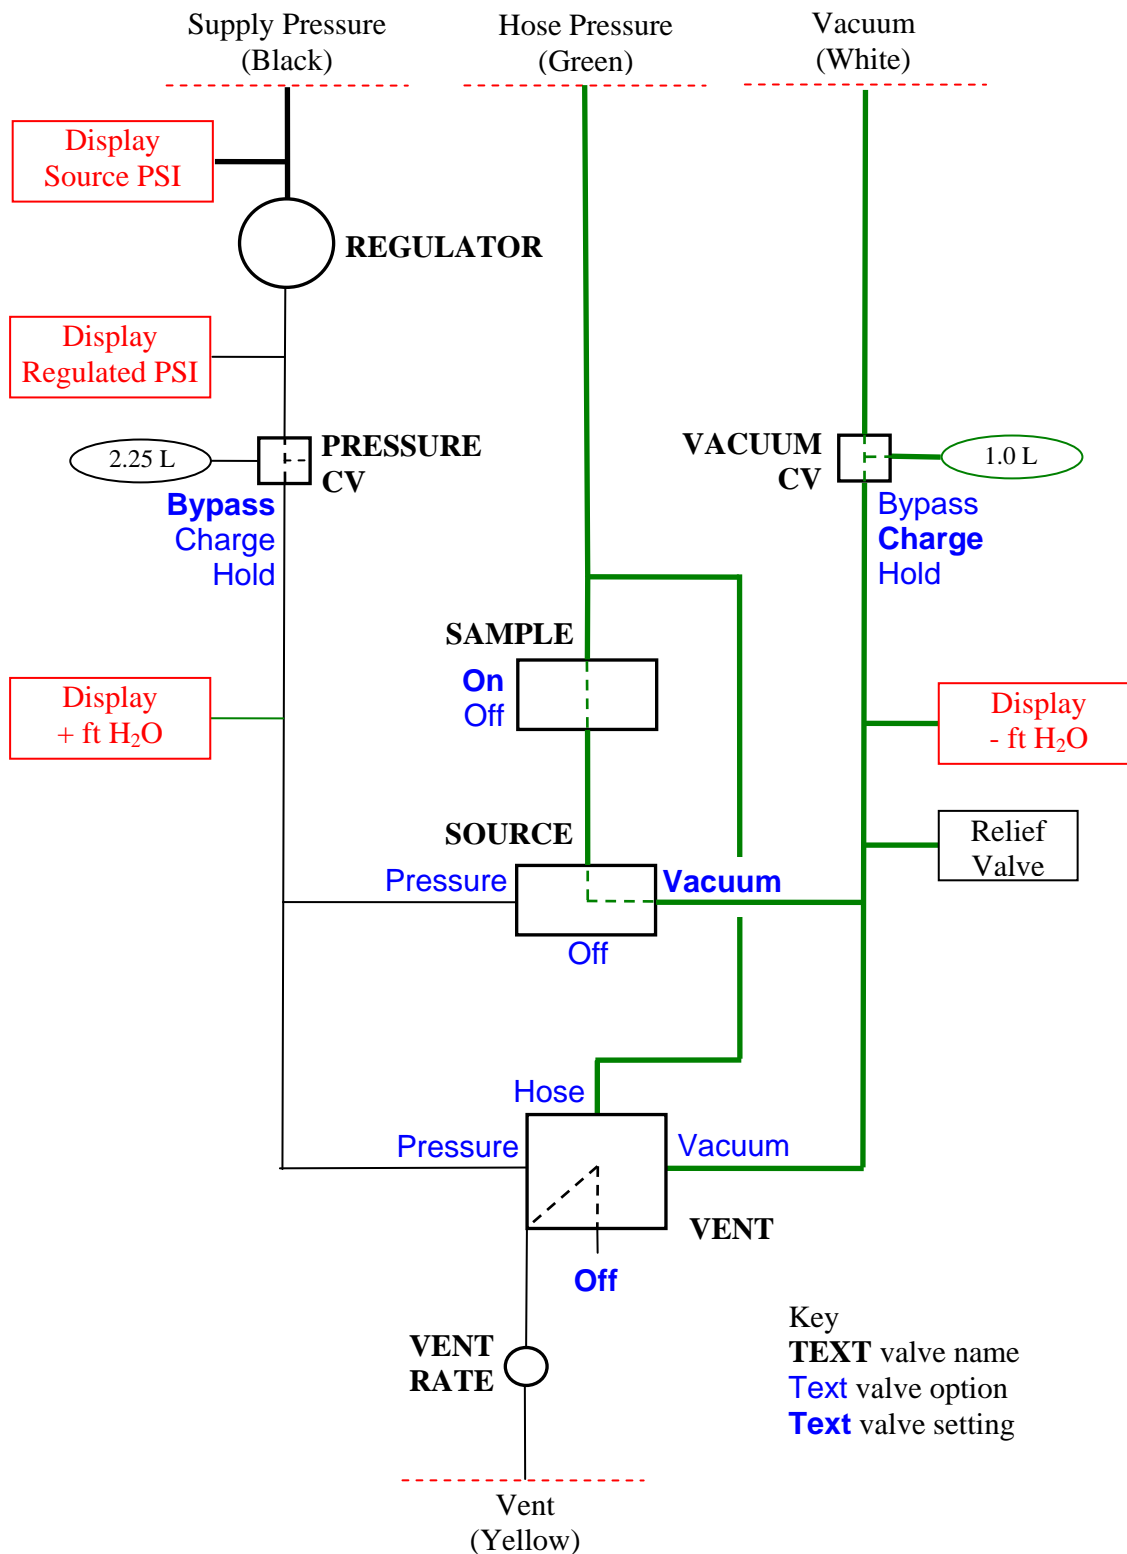 Supply Pressure
(Black)
Hose Pressure
(Green)
Vacuum
(White)
Display
Source PSI
REGULATOR
Display
Regulated PSI
2.25 L
PRESSURE
CV
Bypass
Charge
Hold
VACUUM
CV
1.0 L
Bypass
Charge
Hold
SAMPLE
On
Off
Display
+ ft H₂O
Display
- ft H₂O
SOURCE
Pressure
Vacuum
Off
Relief
Valve
Hose
Pressure
Vacuum
VENT
Off
VENT
RATE
Key
TEXT valve name
Text valve option
Text valve setting
Vent
(Yellow)